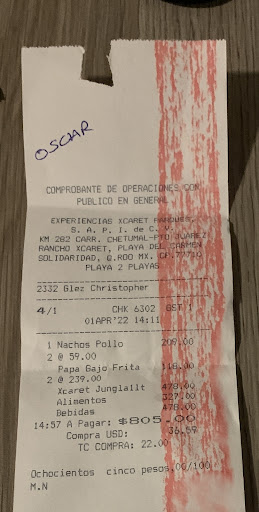 OSCAR
COMPROBANTE DE OPERACIONES CON
PUBLICO EN GENERAL
EXPERIENCIAS XCARET PARQUES,
S. A. P. I. de C. V.
KM 282 CARR. CHETUMAL-PTO JUAREZ
RANCHO XCARET, PLAYA DEL CARMEN
SOLIDARIDAD, Q.ROO MX. CP.77710
PLAYA 2 PLAYAS
2332 Glez Christopher
4/1 CHK 6302 GST 1
01APR'22 14:11
1 Nachos Pollo 209.00
2 @ 59.00
Papa Gajo Frita 118.00
2 @ 239.00
Xcaret Junglallt 478.00
Alimentos 327.00
Bebidas 478.00
14:57 A Pagar: $805.00
Compra USD: 36.59
TC COMPRA: 22.00
Ochocientos cinco pesos 00/100
M.N